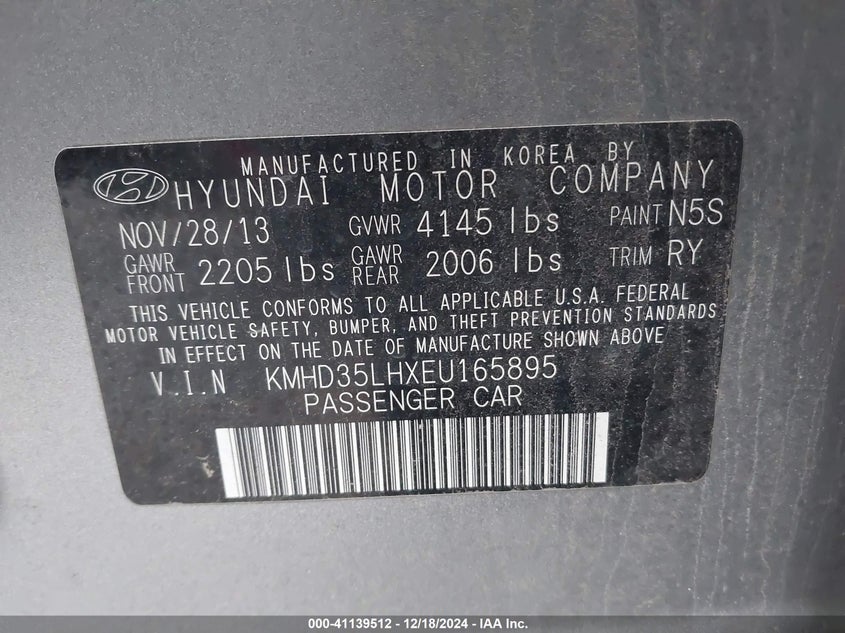 MANUFACTURED IN KOREA BY
HYUNDAI MOTOR COMPANY
NOV/28/13 GVWR 4145 lbs PAINT N5S
GAWR FRONT 2205 lbs GAWR REAR 2006 lbs TRIM RY
THIS VEHICLE CONFORMS TO ALL APPLICABLE U.S.A. FEDERAL
MOTOR VEHICLE SAFETY, BUMPER, AND THEFT PREVENTION STANDARDS
IN EFFECT ON THE DATE OF MANUFACTURE SHOWN ABOVE
V.I.N KMHD35LHXEU165895
PASSENGER CAR
000-41139512 - 12/18/2024 - IAA Inc.